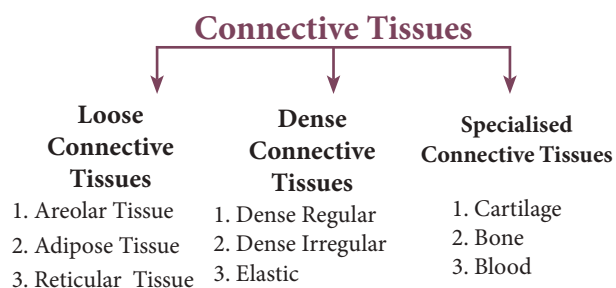 Connective Tissues
Loose
Connective
Tissues
1. Areolar Tissue
2. Adipose Tissue
3. Reticular Tissue
Dense
Connective
Tissues
1. Dense Regular
2. Dense Irregular
3. Elastic
Specialised
Connective Tissues
1. Cartilage
2. Bone
3. Blood